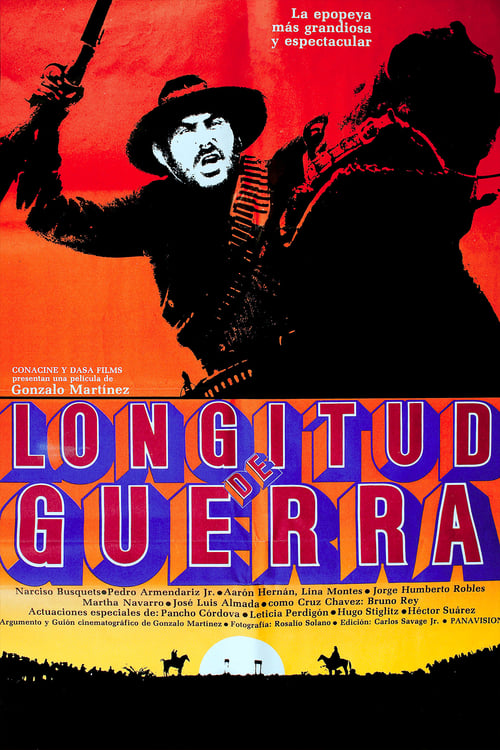 La epopeya
más grandiosa
y espectacular
CONACINE Y DASA FILMS
presentan una película de
Gonzalo Martínez
LONGITUD
DE
GUERRA
Narciso Busquets • Pedro Armendariz Jr. • Aarón Hernán, Lina Montes • Jorge Humberto Robles
Martha Navarro • José Luis Almada • como Cruz Chavez: Bruno Rey
Actuaciones especiales de: Pancho Córdova • Leticia Perdigón • Hugo Stiglitz • Héctor Suárez
Argumento y Guión cinematográfico de Gonzalo Martinez • Fotografía: Rosalio Solano • Edición: Carlos Savage Jr. • PANAVISION